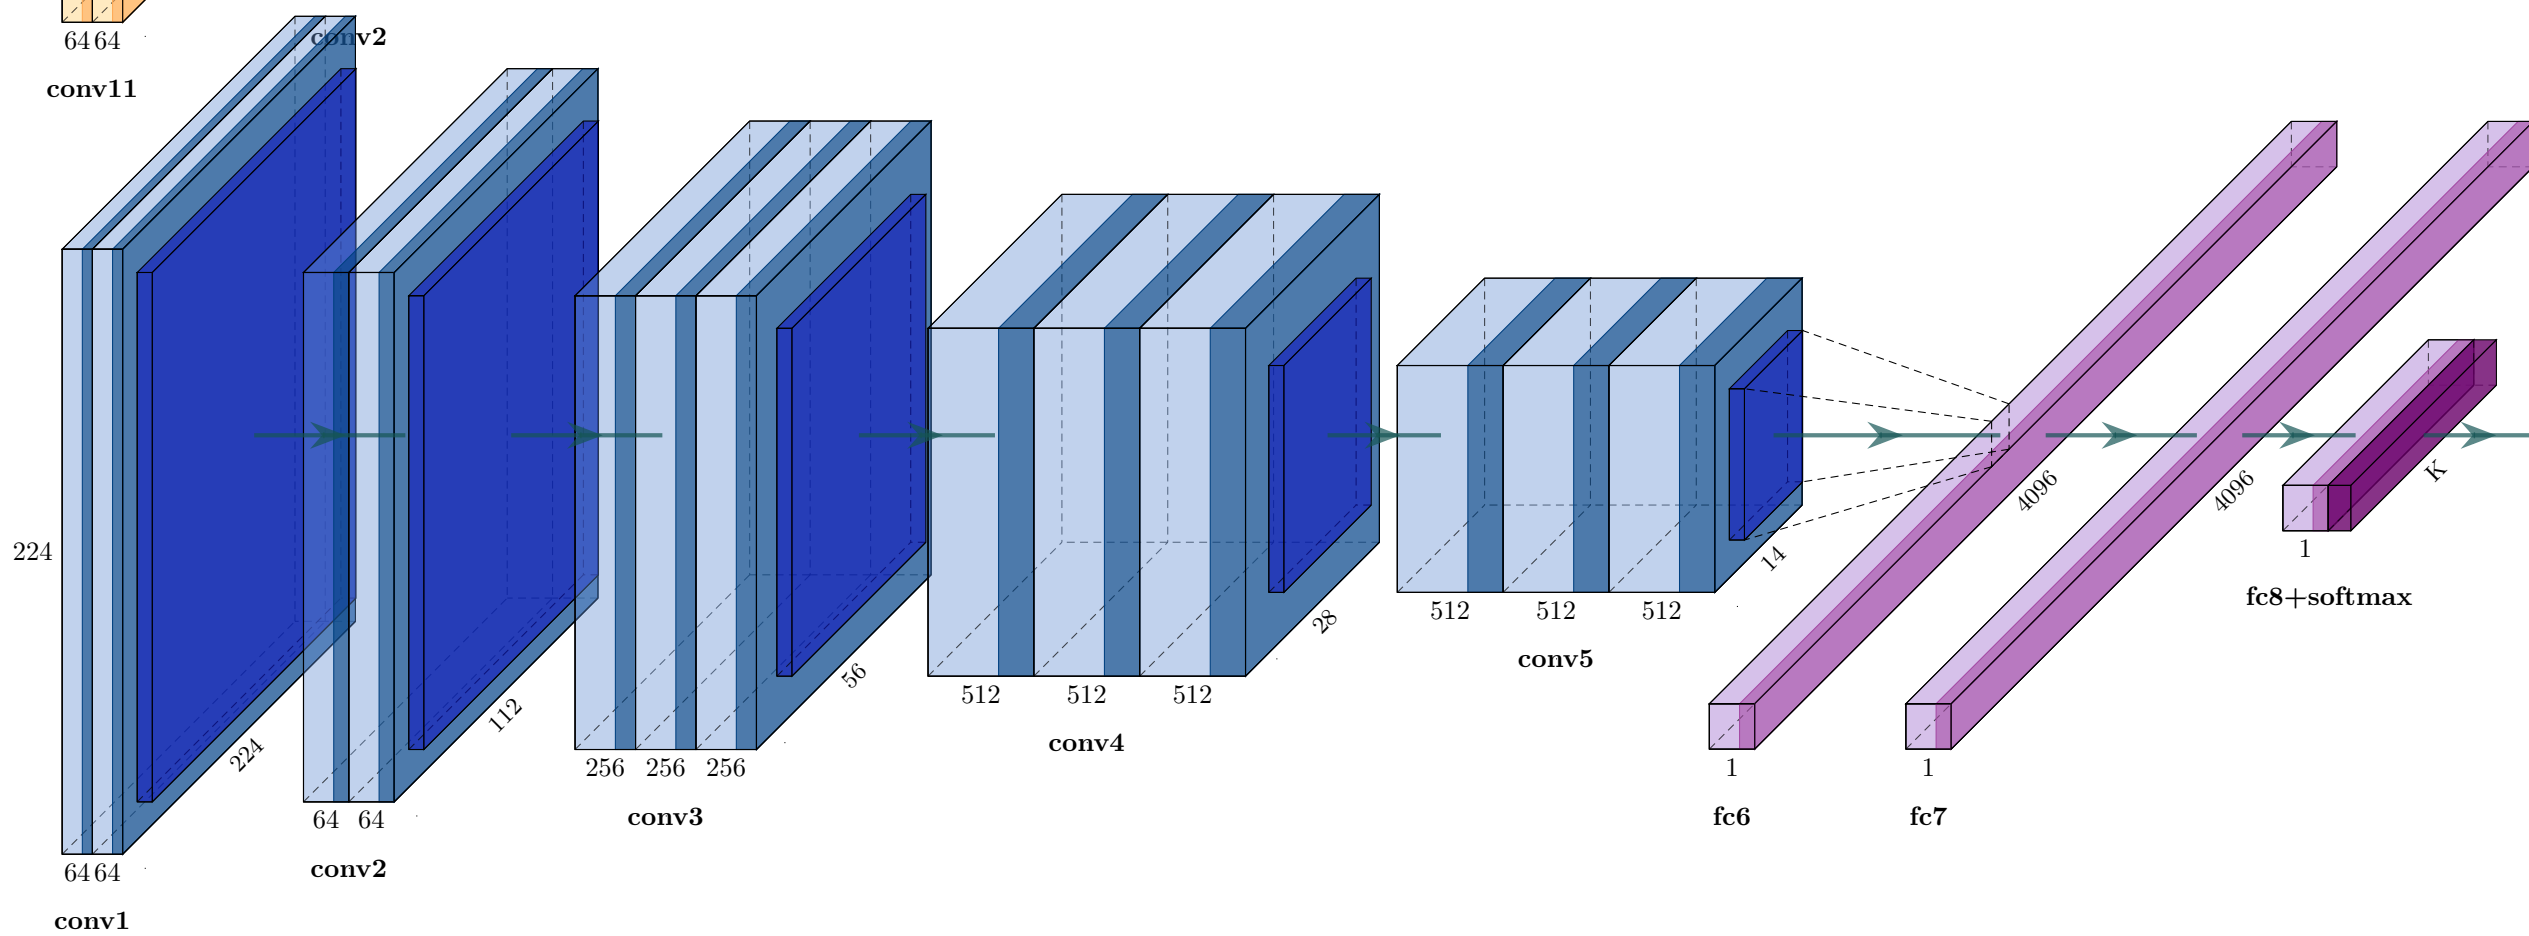 64 64
conv11
conv2
224
224
64 64
conv1
112
64 64
conv2
56
256 256 256
conv3
28
512 512 512
conv4
14
512 512 512
conv5
4096
1
fc6
4096
1
fc7
K
1
fc8+softmax